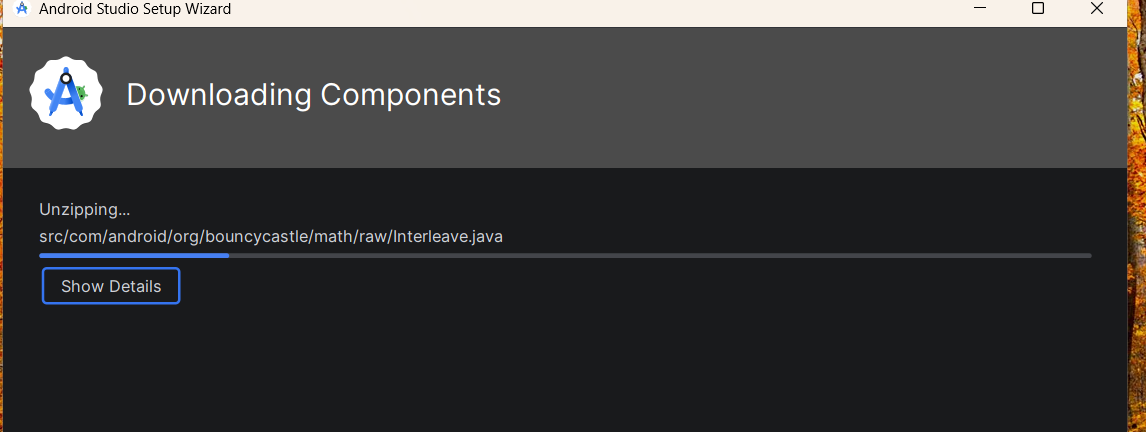 Android Studio Setup Wizard
Downloading Components
Unzipping...
src/com/android/org/bouncycastle/math/raw/Interleave.java
Show Details